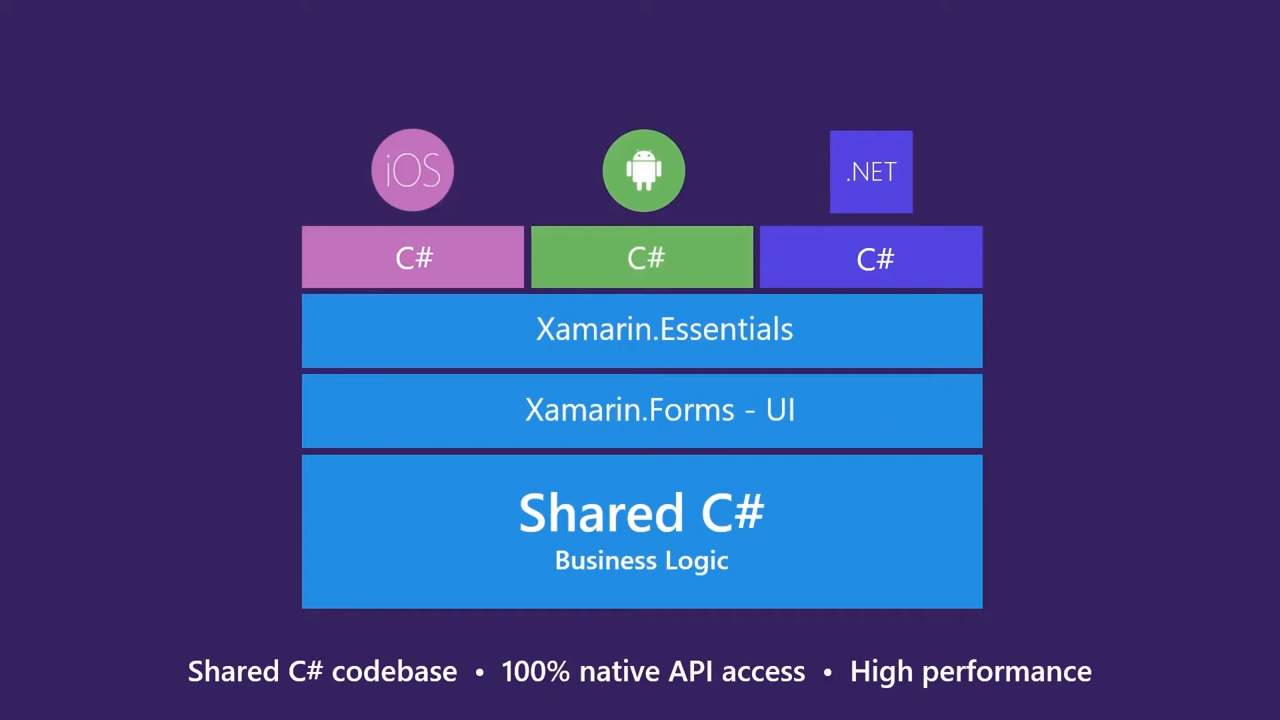 iOS
.NET
C#
C#
C#
Xamarin.Essentials
Xamarin.Forms - UI
Shared C#
Business Logic
Shared C# codebase • 100% native API access • High performance